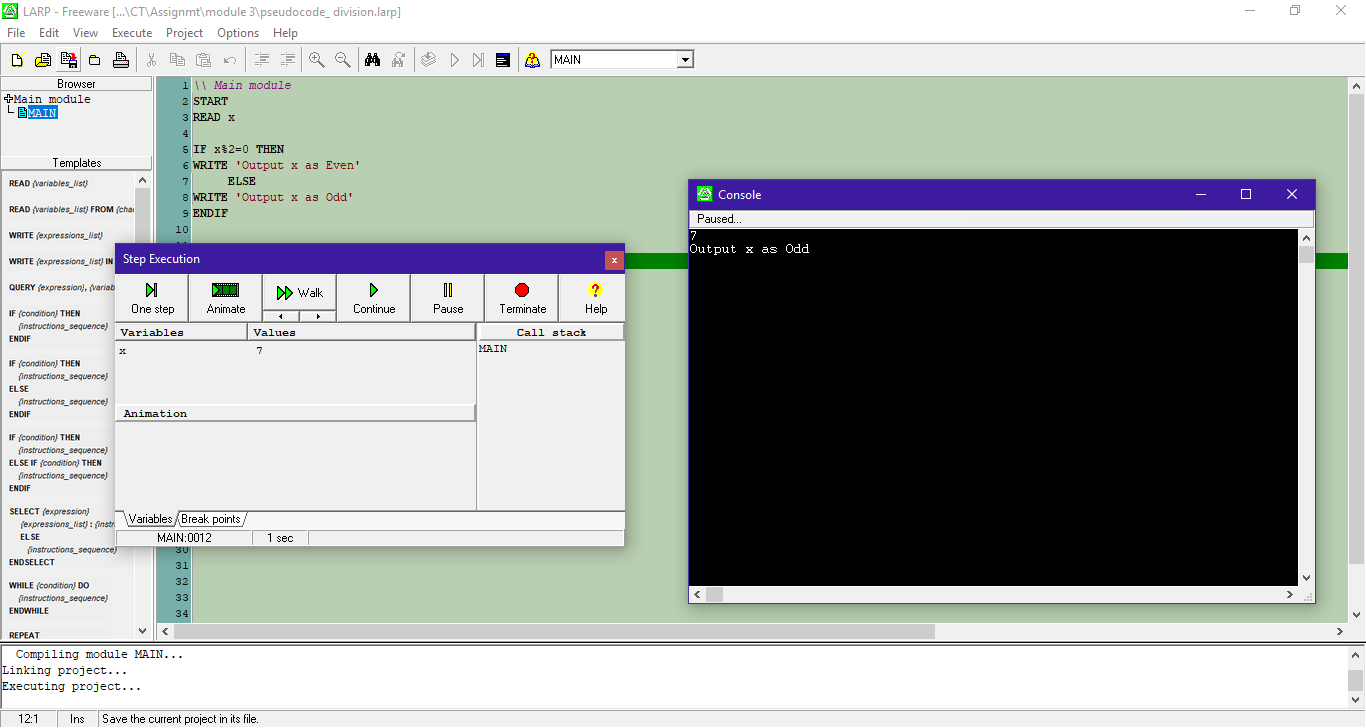 LARP - Freeware [...\CT\Assignmt\module 3\pseudocode_ division.larp]
File Edit View Execute Project Options Help
MAIN
Browser
Main module
MAIN
Templates
READ {variables_list}
READ {variables_list} FROM
WRITE {expressions_list}
WRITE {expressions_list} IN
QUERY {expression},
IF {condition} THEN
{instructions_sequence}
ENDIF
IF {condition} THEN
{instructions_sequence}
ELSE
{instructions_sequence}
ENDIF
IF {condition} THEN
{instructions_sequence}
ELSE IF {condition} THEN
{instructions_sequence}
ENDIF
SELECT {expression}
{expressions_list} :
ELSE
{instructions_sequence}
ENDSELECT
WHILE {condition} DO
{instructions_sequence}
ENDWHILE
REPEAT
1 \\ Main module
2 START
3 READ x
4
5 IF x%2=0 THEN
6 WRITE 'Output x as Even'
7 ELSE
8 WRITE 'Output x as Odd'
9 ENDIF
10
30
31
32
33
34
Step Execution
One step Animate Walk Continue Pause Terminate Help
Variables Values Call stack
x 7 MAIN
Animation
Variables Break points
MAIN:0012 1 sec
Console
Paused...
7
Output x as Odd
Compiling module MAIN...
Linking project...
Executing project...
12:1 Ins Save the current project in its file.